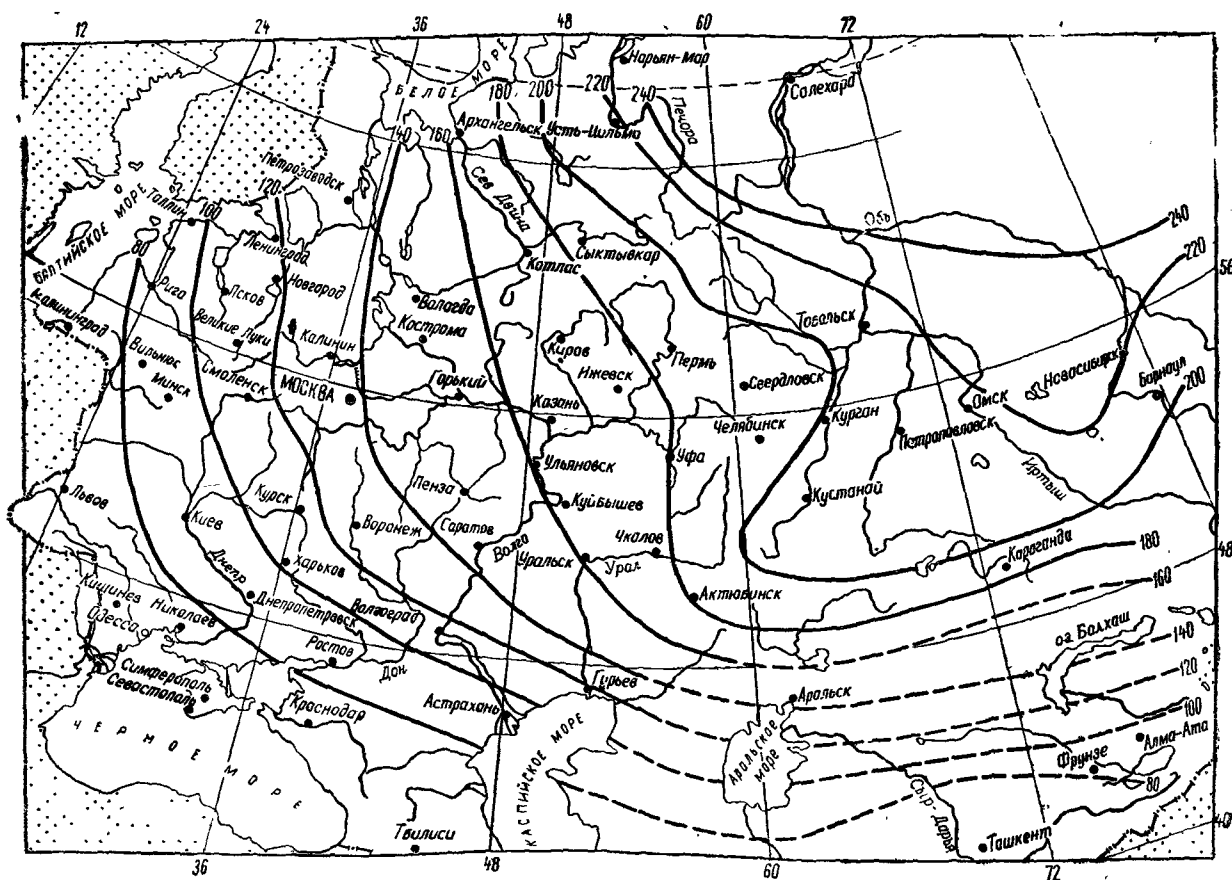 12
24
36
48
60
72
Нарьян-Мар
Салехард
БЕЛОЕ МОРЕ
180
200
220
240
Печора
Архангельск
Усть-Цильма
140
160
Петрозаводск
120
Сев Двина
БАЛТИЙСКОЕ МОРЕ
Таллин
100
80
Ленинград
Обь
240
220
Сыктывкар
Котлас
56
Рига
Псков
Новгород
Вологда
Калининград
Великие Луки
Калинин
Кострома
Киров
Пермь
Тобольск
Вильнюс
Минск
Смоленск
МОСКВА
Горький
Ижевск
Свердловск
Новосибирск
Барнаул
200
Казань
Челябинск
Курган
Омск
Петропавловск
Ульяновск
Уфа
Иртыш
Львов
Киев
Курск
Пенза
Куйбышев
Кустанай
Воронеж
Саратов
Волга
Уральск
Чкалов
Урал
Караганда
180
48
Днепр
Харьков
Актюбинск
160
Кишинев
Николаев
Днепропетровск
Волгоград
Одесса
Ростов
Дон
оз Балхаш
140
120
Симферополь
Севастополь
Краснодар
Астрахань
Гурьев
Аральск
100
Алма-Ата
ЧЕРНОЕ МОРЕ
КАСПИЙСКОЕ МОРЕ
Аральское
море
Фрунзе
80
Сыр-Дарья
Тбилиси
Ташкент
40
36
48
60
72